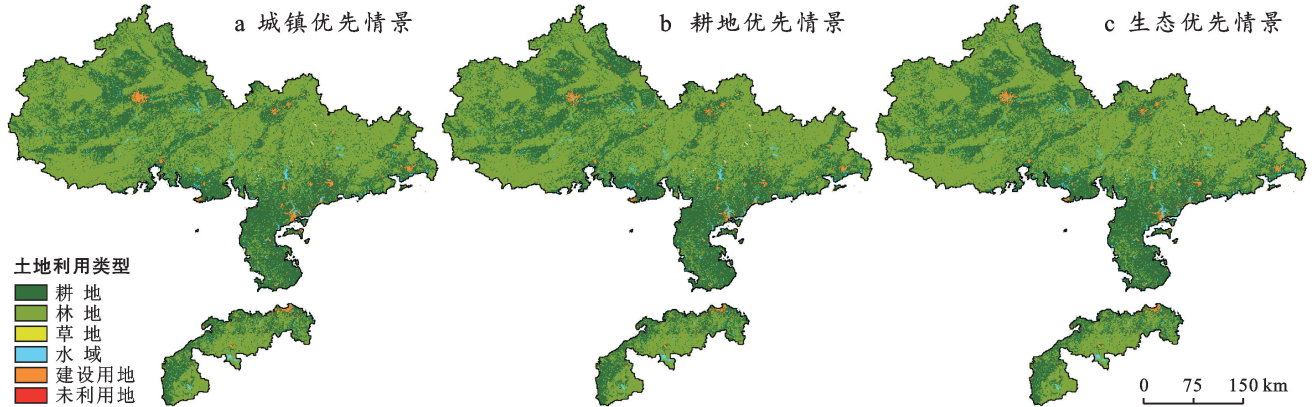 a 城镇优先情景
b 耕地优先情景
c 生态优先情景
土地利用类型
耕地
林地
草地
水域
建设用地
未利用地
0 75 150 km